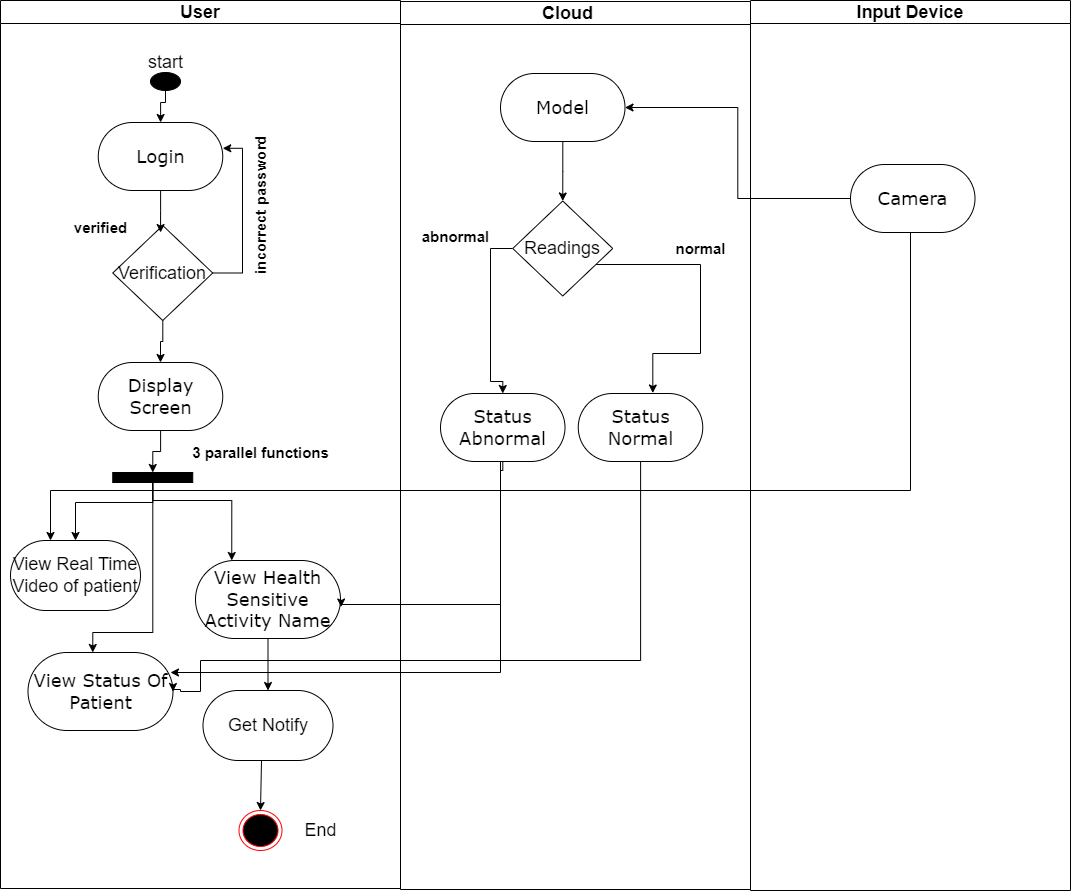 User
Cloud
Input Device
start
Login
incorrect password
verified
Verification
Display
Screen
3 parallel functions
View Real Time
Video of patient
View Health
Sensitive
Activity Name
View Status Of
Patient
Get Notify
End
Model
abnormal
Readings
normal
Status
Abnormal
Status
Normal
Camera